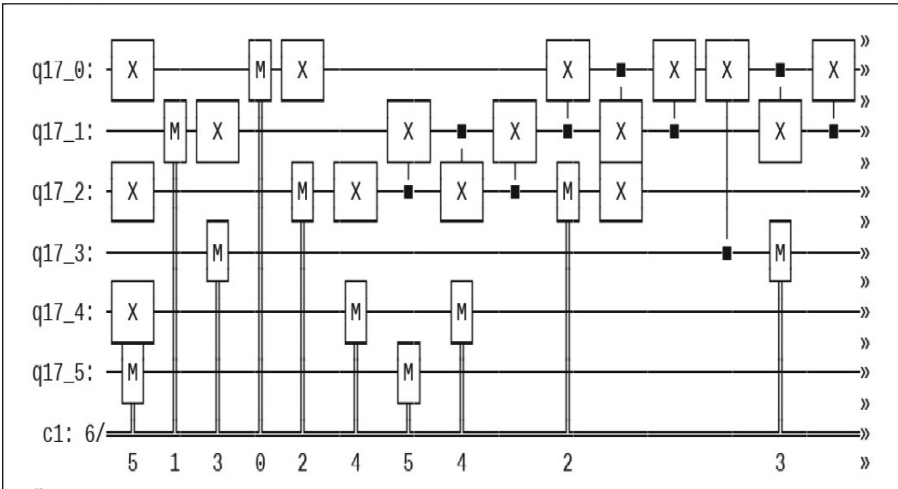 »
q17_0: X M X X X X X »
»
q17_1: M X X X X X »
»
q17_2: X M X X M X »
»
q17_3: M M »
»
q17_4: X M M »
»
q17_5: M M »
»
c1: 6/ »
5 1 3 0 2 4 5 4 2 3 »